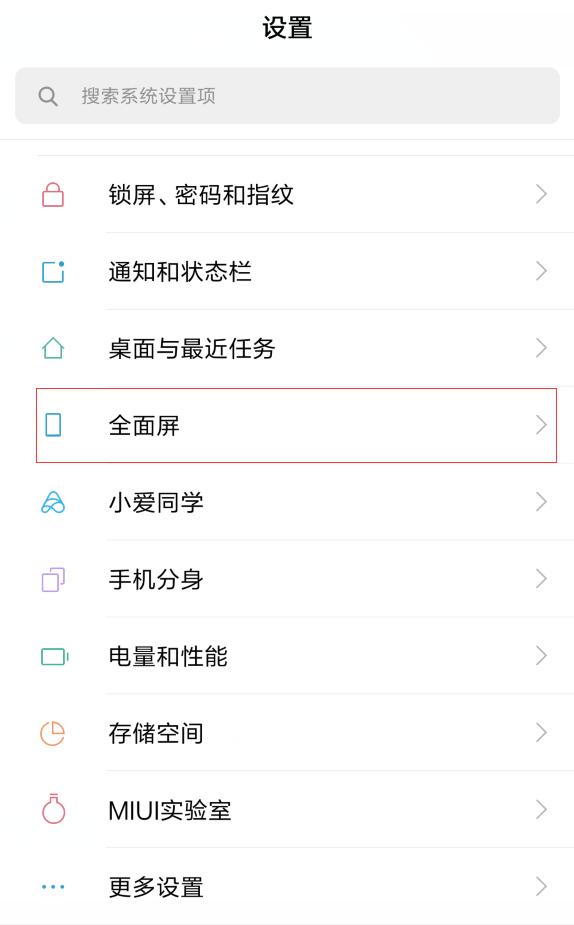 设置
搜索系统设置项
锁屏、密码和指纹
通知和状态栏
桌面与最近任务
全面屏
小爱同学
手机分身
电量和性能
存储空间
MIUI实验室
更多设置